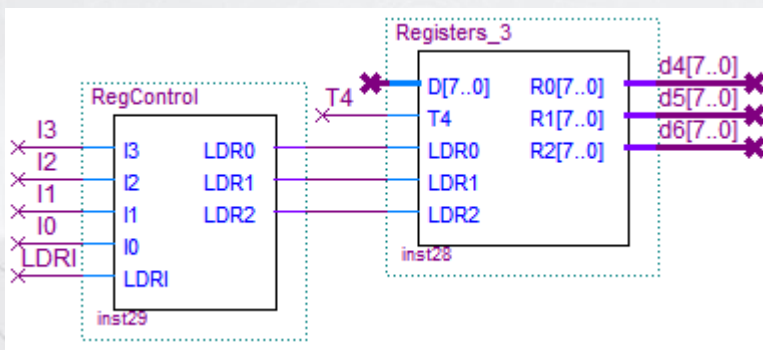 Registers_3
D[7..0] R0[7..0] d4[7..0]
T4 T4 R1[7..0] d5[7..0]
LDR0 R2[7..0] d6[7..0]
LDR1
LDR2
inst28
RegControl
I3 I3 LDR0
I2 I2 LDR1
I1 I1 LDR2
I0 I0
LDRI LDRI
inst29